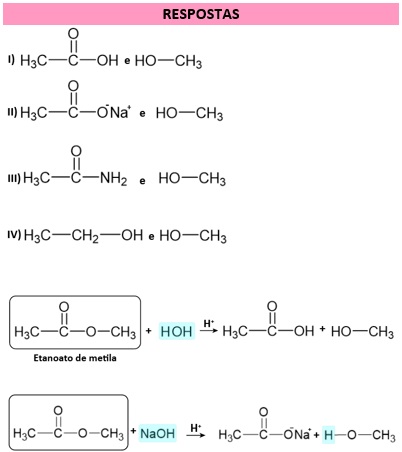 RESPOSTAS
O
I) H₃C—C—OH e HO—CH₃
O
II) H₃C—C—O⁻Na⁺ e HO—CH₃
O
III) H₃C—C—NH₂ e HO—CH₃
IV) H₃C—CH₂—OH e HO—CH₃
O O
H₃C—C—O—CH₃ + HOH H⁺ → H₃C—C—OH + HO—CH₃
Etanoato de metila
O O
H₃C—C—O—CH₃ + NaOH H⁺ → H₃C—C—O⁻Na⁺ + H—O—CH₃